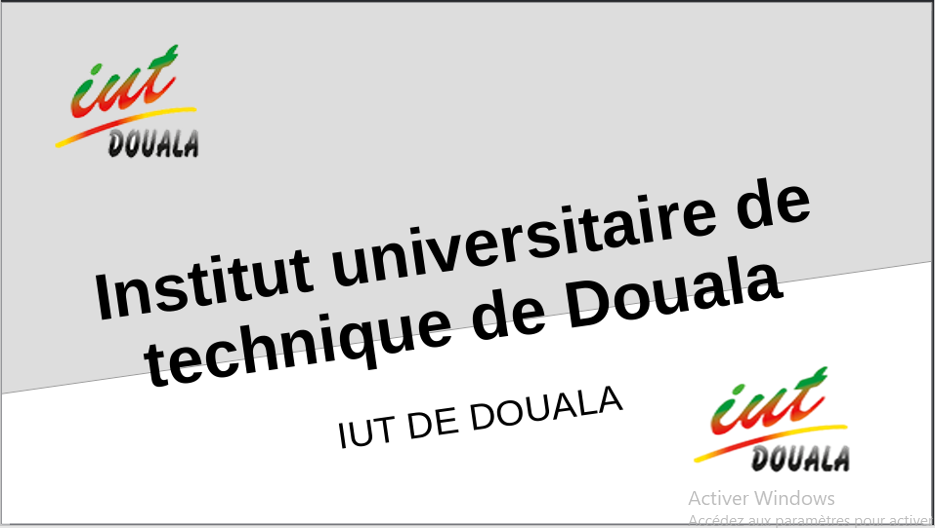 iut
DOUALA
Institut universitaire de
technique de Douala
IUT DE DOUALA
iut
DOUALA
Activer Windows
Accédez aux paramètres pour activer